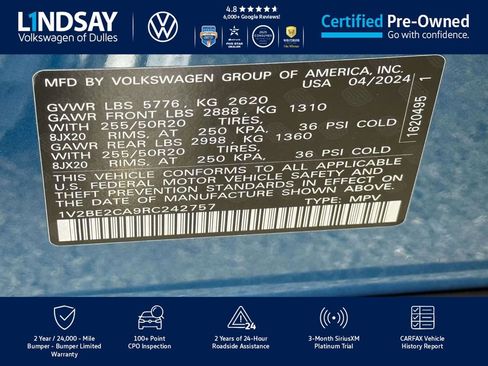 LINDSAY
Volkswagen of Dulles
4.8 ★★★★★
6,000+ Google Reviews!
Certified Pre-Owned
Go with confidence.
MFD BY VOLKSWAGEN GROUP OF AMERICA, INC.
USA 04/2024
GVWR LBS 5776, KG 2620
GAWR FRONT LBS 2888, KG 1310
WITH 255/50R20 TIRES,
8JX20 RIMS, AT 250 KPA, 36 PSI COLD
GAWR REAR LBS 2998, KG 1360
WITH 255/50R20 TIRES,
8JX20 RIMS, AT 250 KPA, 36 PSI COLD
THIS VEHICLE CONFORMS TO ALL APPLICABLE
U.S. FEDERAL MOTOR VEHICLE SAFETY AND
THEFT PREVENTION STANDARDS IN EFFECT ON
THE DATE OF MANUFACTURE SHOWN ABOVE.
1V2BE2CA9RC242757 TYPE: MPV
1620495 1
2 Year / 24,000 - Mile
Bumper - Bumper Limited
Warranty
100+ Point
CPO Inspection
24
2 Years of 24-Hour
Roadside Assistance
3-Month SiriusXM
Platinum Trial
CARFAX Vehicle
History Report